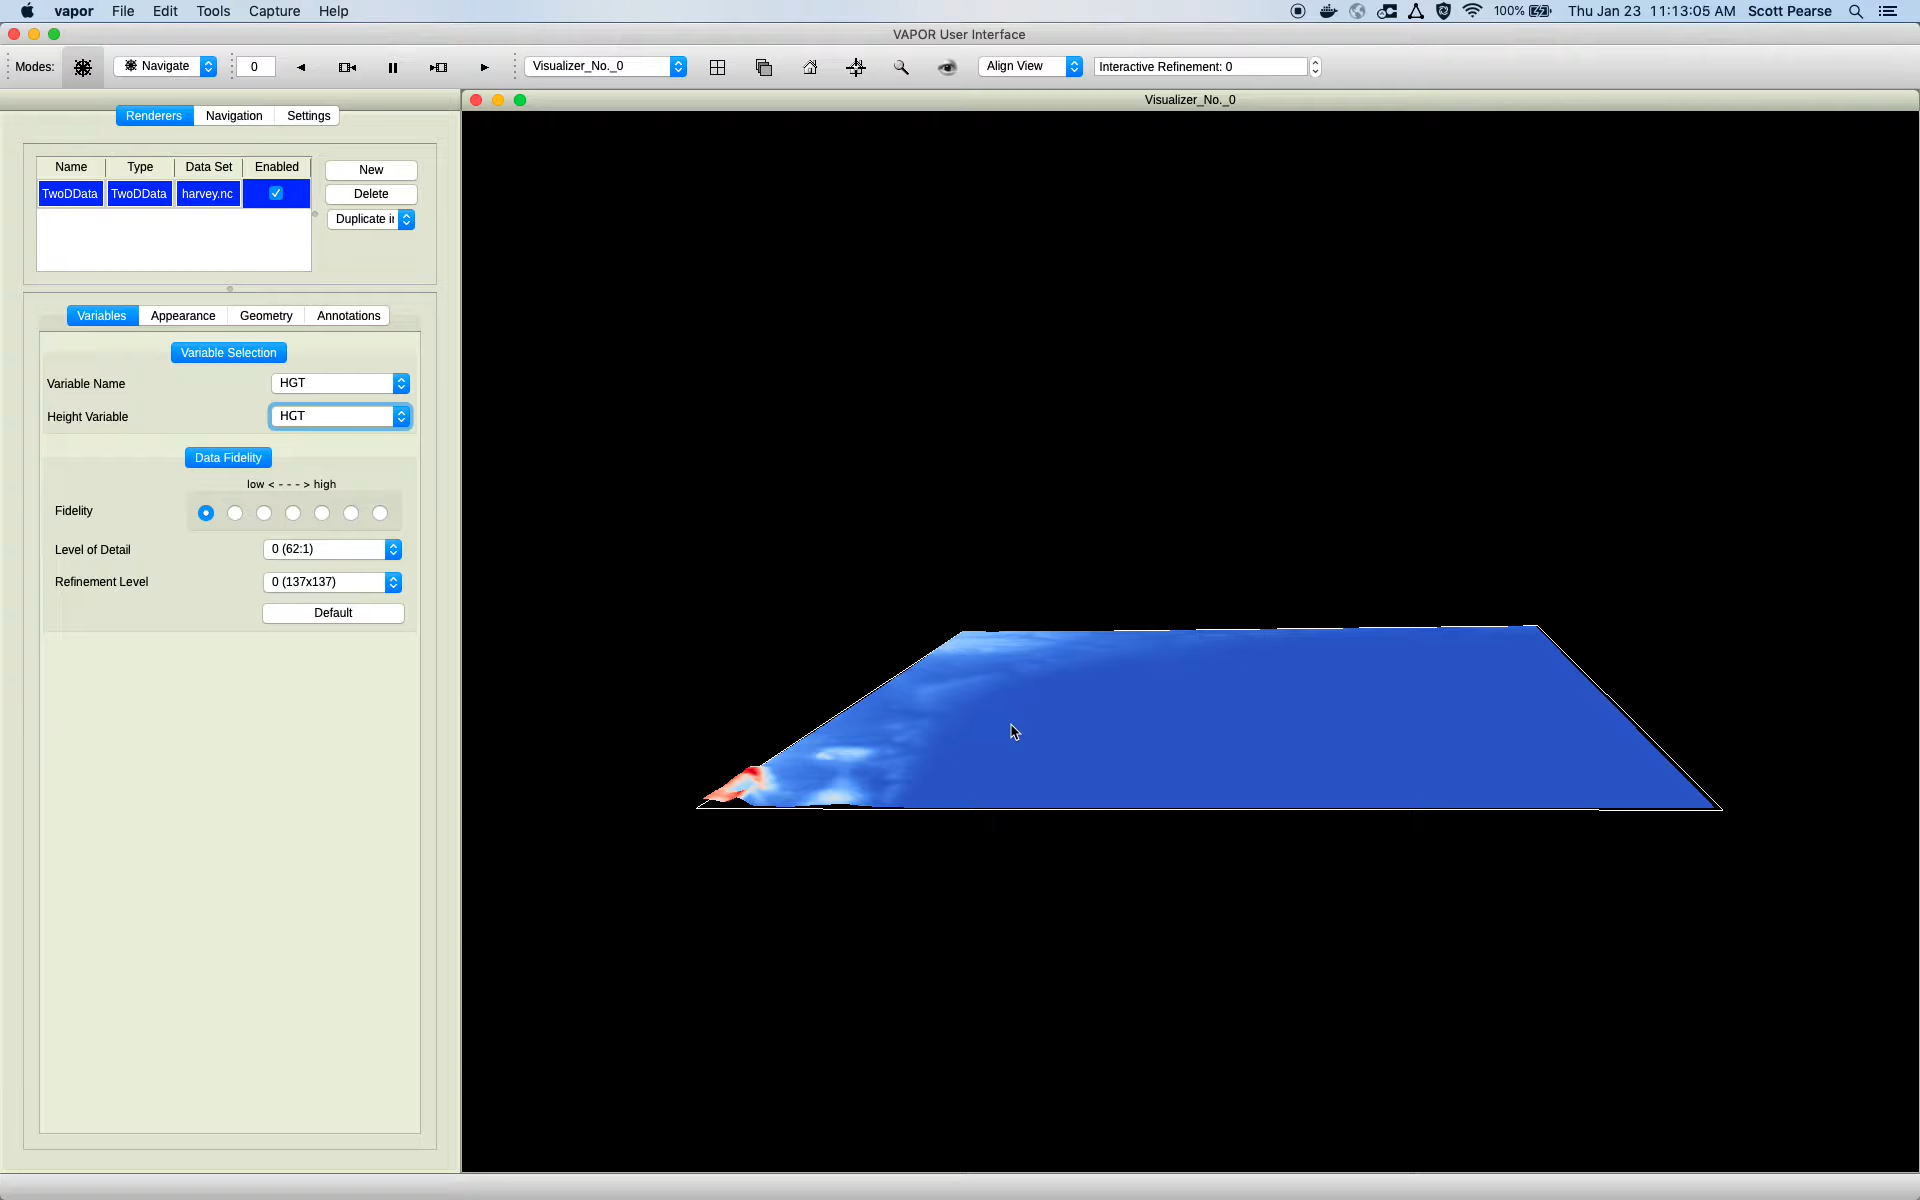 vapor File Edit Tools Capture Help 100% Thu Jan 23 11:13:05 AM Scott Pearse
VAPOR User Interface
Modes: Navigate 0 Visualizer_No._0 Align View Interactive Refinement: 0
Visualizer_No._0
Renderers Navigation Settings
Name Type Data Set Enabled
New
TwoDData TwoDData harvey.nc
Delete
Duplicate ir
Variables Appearance Geometry Annotations
Variable Selection
Variable Name HGT
Height Variable HGT
Data Fidelity
low < - - - > high
Fidelity
Level of Detail 0 (62:1)
Refinement Level 0 (137x137)
Default